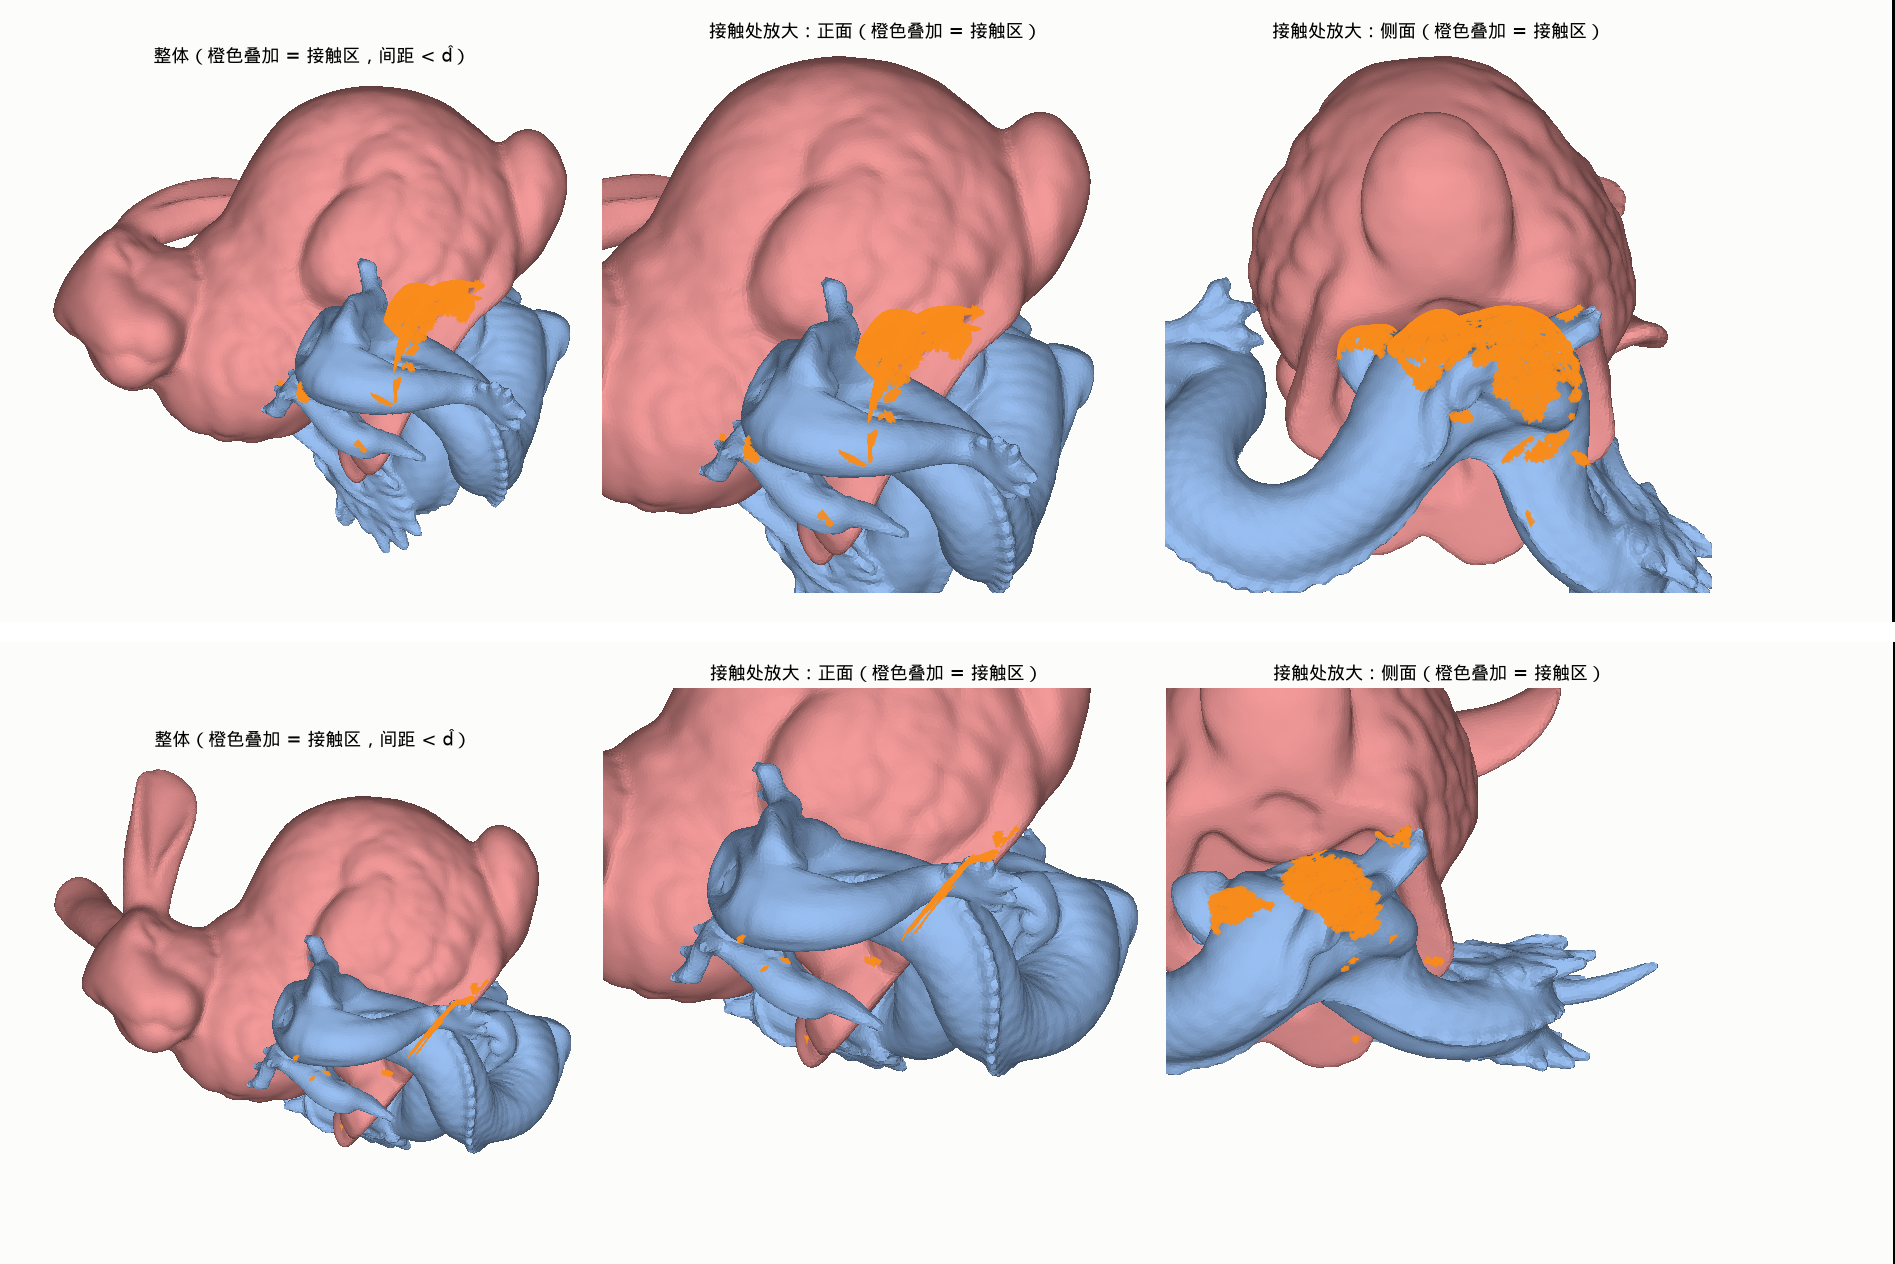 整体（橙色叠加 = 接触区，间距 < d̂）
接触处放大：正面（橙色叠加 = 接触区）
接触处放大：侧面（橙色叠加 = 接触区）
整体（橙色叠加 = 接触区，间距 < d̂）
接触处放大：正面（橙色叠加 = 接触区）
接触处放大：侧面（橙色叠加 = 接触区）